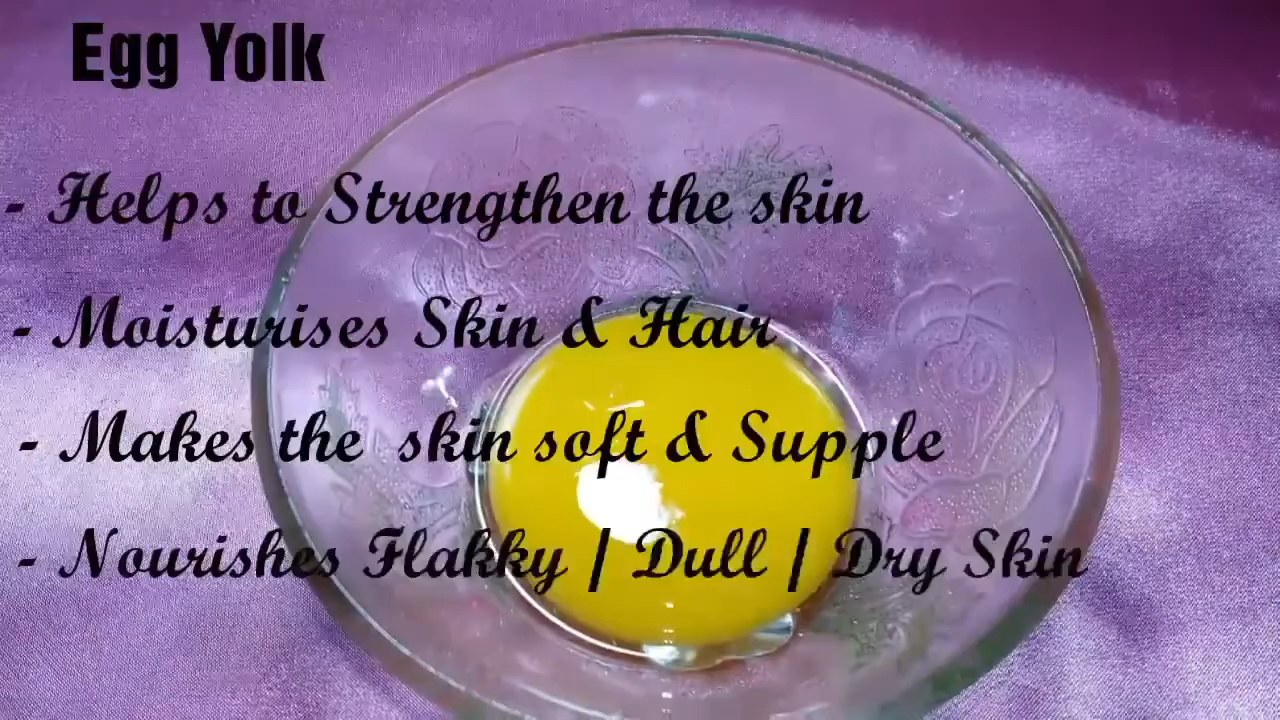 Egg Yolk
- Helps to Strengthen the skin
- Moisturises Skin & Hair
- Makes the skin soft & Supple
- Nourishes Flakky | Dull | Dry Skin